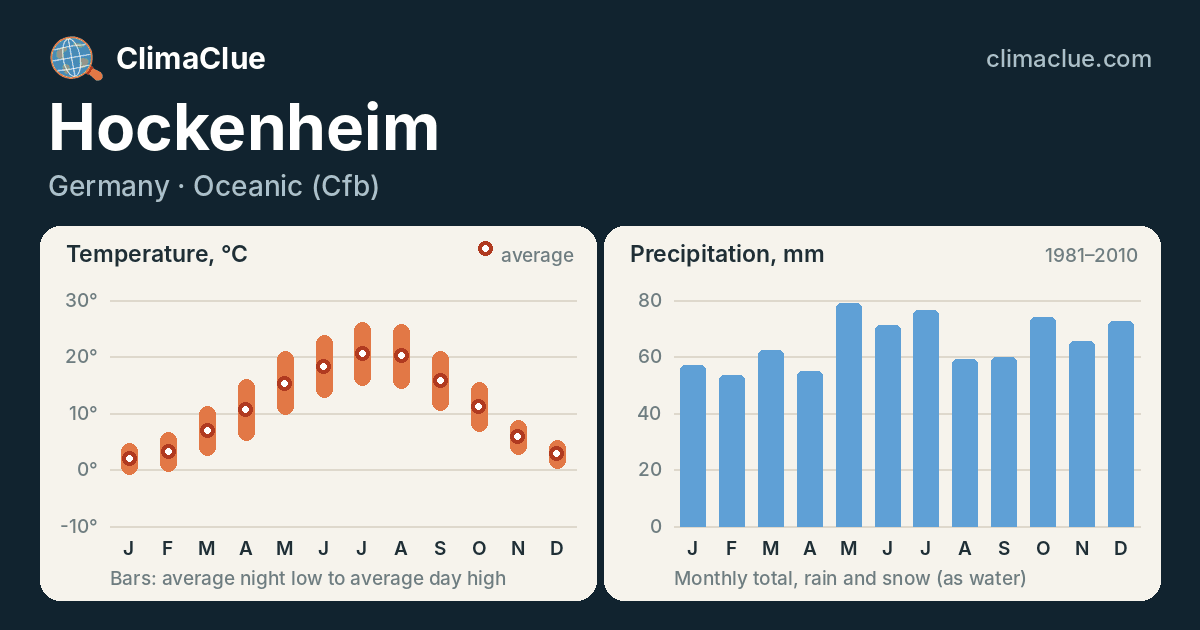 ClimaClue
climaclue.com
Hockenheim
Germany · Oceanic (Cfb)
Temperature, °C
average
30°
20°
10°
0°
-10°
J F M A M J J A S O N D
Bars: average night low to average day high
Precipitation, mm
1981–2010
80
60
40
20
0
J F M A M J J A S O N D
Monthly total, rain and snow (as water)